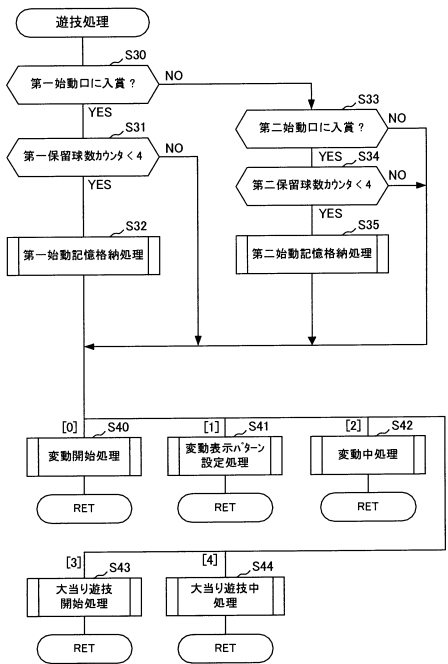 遊技処理
S30
第一始動口に入賞?
NO
YES
S31
第一保留球数カウンタ<4
NO
YES
S32
第一始動記憶格納処理
S33
第二始動口に入賞?
NO
YES
S34
第二保留球数カウンタ<4
NO
YES
S35
第二始動記憶格納処理
[0]
S40
変動開始処理
RET
[1]
S41
変動表示パターン
設定処理
RET
[2]
S42
変動中処理
RET
[3]
S43
大当り遊技
開始処理
RET
[4]
S44
大当り遊技中
処理
RET